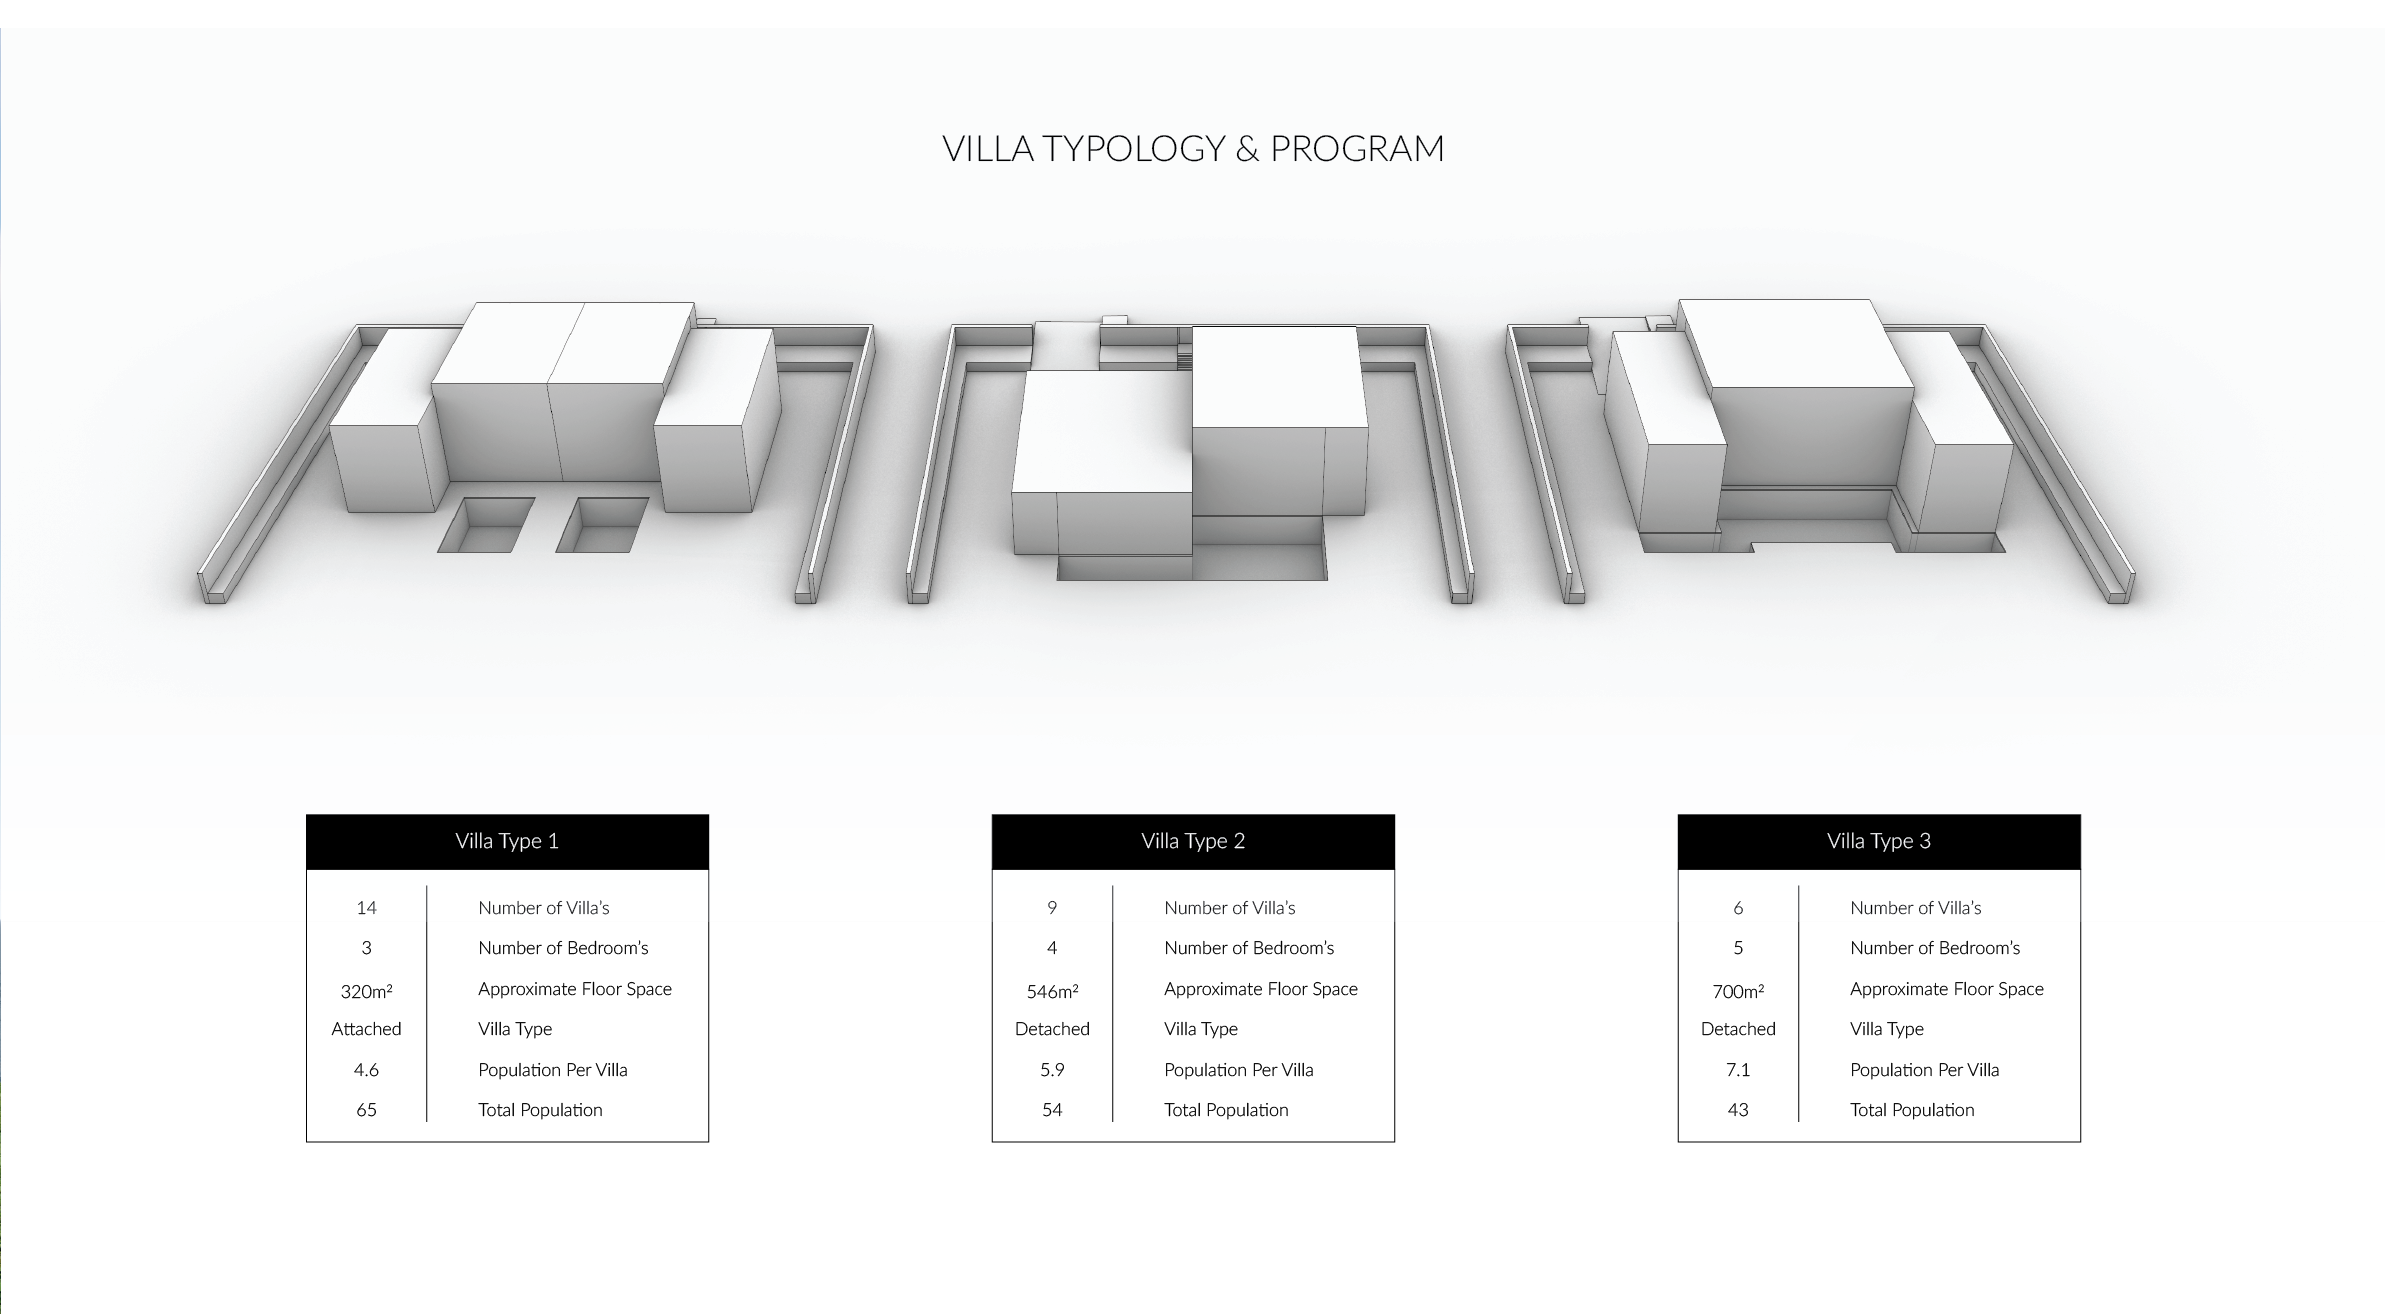 VILLA TYPOLOGY & PROGRAM
Villa Type 1
14 Number of Villa's
3 Number of Bedroom's
320m² Approximate Floor Space
Attached Villa Type
4.6 Population Per Villa
65 Total Population
Villa Type 2
9 Number of Villa's
4 Number of Bedroom's
546m² Approximate Floor Space
Detached Villa Type
5.9 Population Per Villa
54 Total Population
Villa Type 3
6 Number of Villa's
5 Number of Bedroom's
700m² Approximate Floor Space
Detached Villa Type
7.1 Population Per Villa
43 Total Population